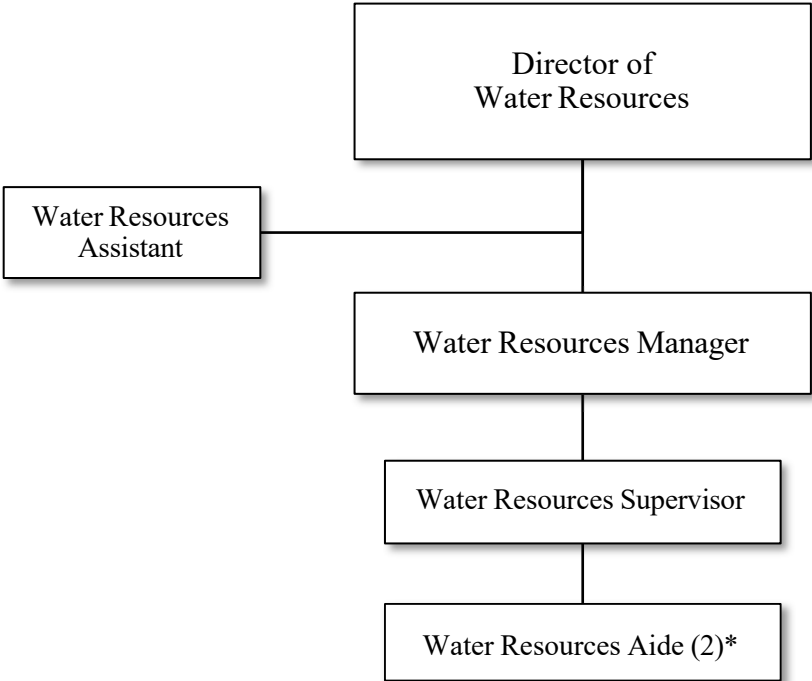 Director of
Water Resources
Water Resources
Assistant
Water Resources Manager
Water Resources Supervisor
Water Resources Aide (2)*